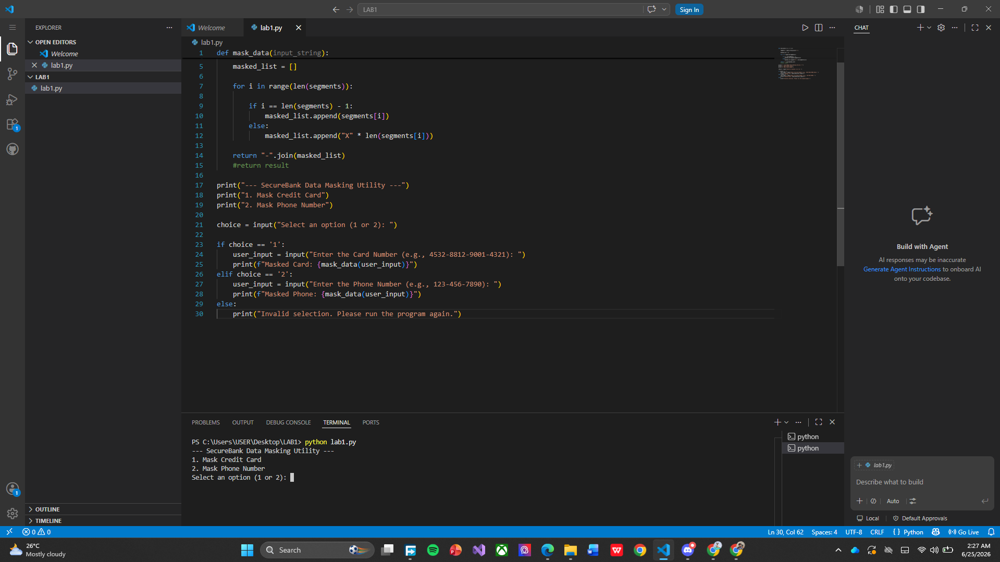 LAB1
Sign In
EXPLORER
OPEN EDITORS
Welcome
lab1.py
LAB1
lab1.py
OUTLINE
TIMELINE
1
1
Welcome
lab1.py
lab1.py
1 def mask_data(input_string):
5 masked_list = []
6
7 for i in range(len(segments)):
8
9 if i == len(segments) - 1:
10 masked_list.append(segments[i])
11 else:
12 masked_list.append("X" * len(segments[i]))
13
14 return "-".join(masked_list)
15 #return result
16
17 print("--- SecureBank Data Masking Utility ---")
18 print("1. Mask Credit Card")
19 print("2. Mask Phone Number")
20
21 choice = input("Select an option (1 or 2): ")
22
23 if choice == '1':
24 user_input = input("Enter the Card Number (e.g., 4532-8812-9001-4321): ")
25 print(f"Masked Card: {mask_data(user_input)}")
26 elif choice == '2':
27 user_input = input("Enter the Phone Number (e.g., 123-456-7890): ")
28 print(f"Masked Phone: {mask_data(user_input)}")
29 else:
30 print("Invalid selection. Please run the program again.")
PROBLEMS OUTPUT DEBUG CONSOLE TERMINAL PORTS
PS C:\Users\USER\Desktop\LAB1> python lab1.py
--- SecureBank Data Masking Utility ---
1. Mask Credit Card
2. Mask Phone Number
Select an option (1 or 2):
python
python
CHAT
Build with Agent
AI responses may be inaccurate
Generate Agent Instructions to onboard AI
onto your codebase.
lab1.py
Describe what to build
Auto
Local Default Approvals
0 0
Ln 30, Col 62 Spaces: 4 UTF-8 CRLF { } Python Go Live
26°C
Mostly cloudy
Search
2:27 AM
6/25/2026